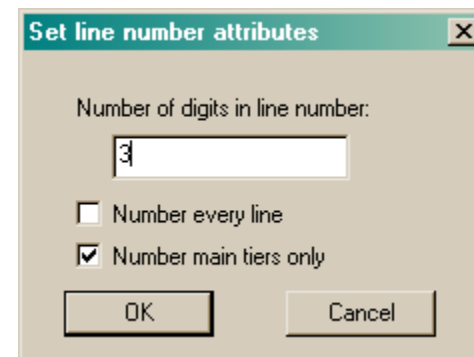 Set line number attributes
Number of digits in line number:
3
Number every line
Number main tiers only
OK Cancel